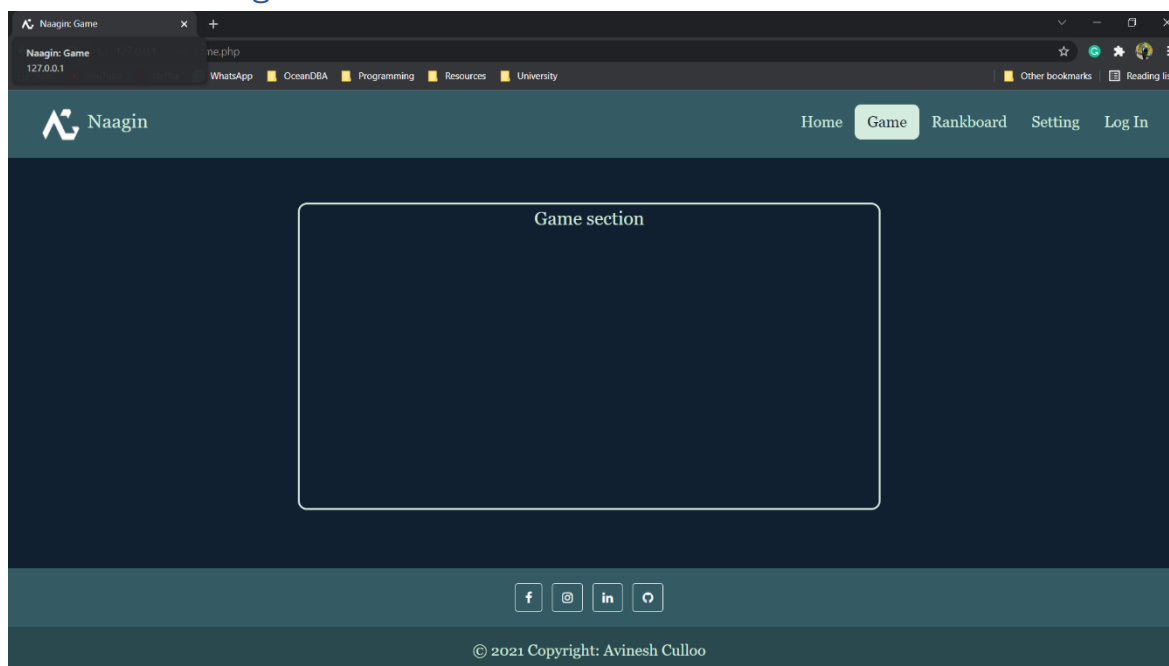 Naagin: Game
Naagin: Game
127.0.0.1
me.php
WhatsApp OceanDBA Programming Resources University Other bookmarks Reading lis
Naagin Home Game Rankboard Setting Log In
Game section
© 2021 Copyright: Avinesh Culloo